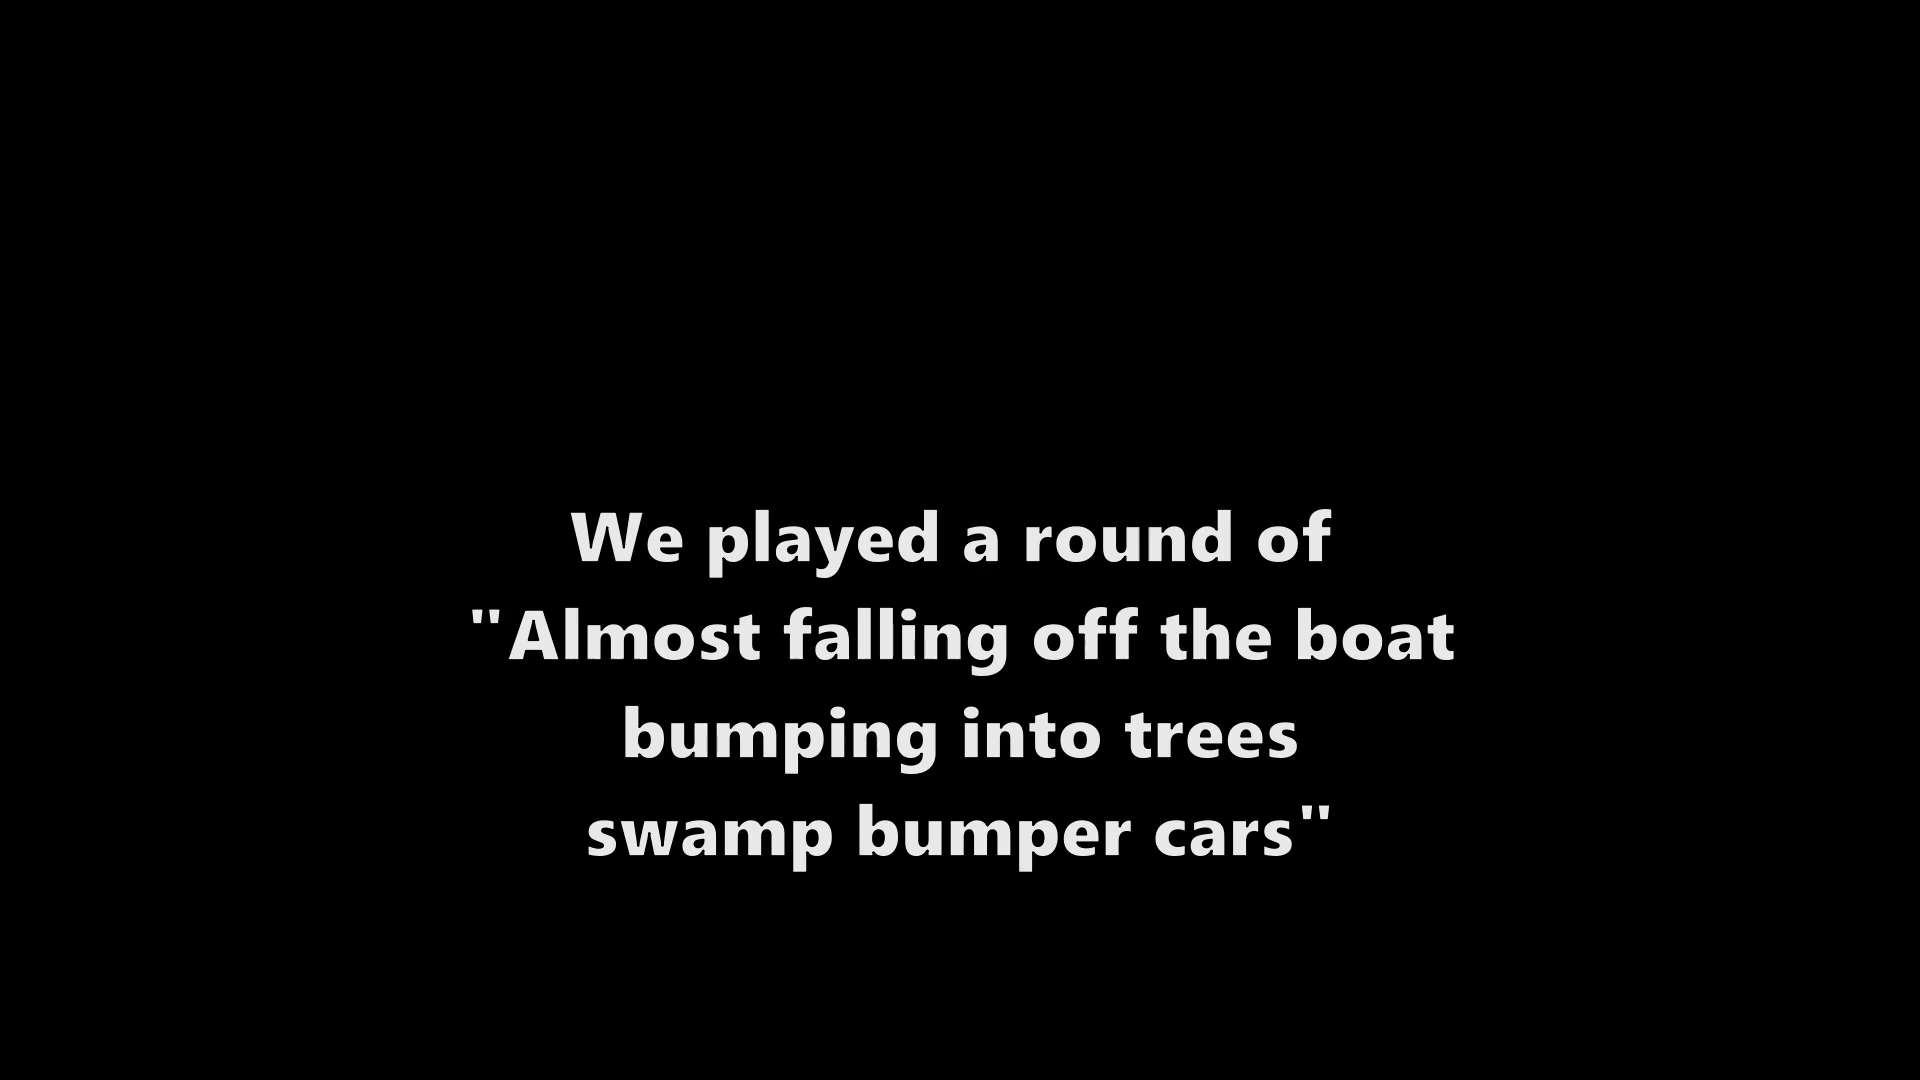 We played a round of
"Almost falling off the boat
bumping into trees
swamp bumper cars"